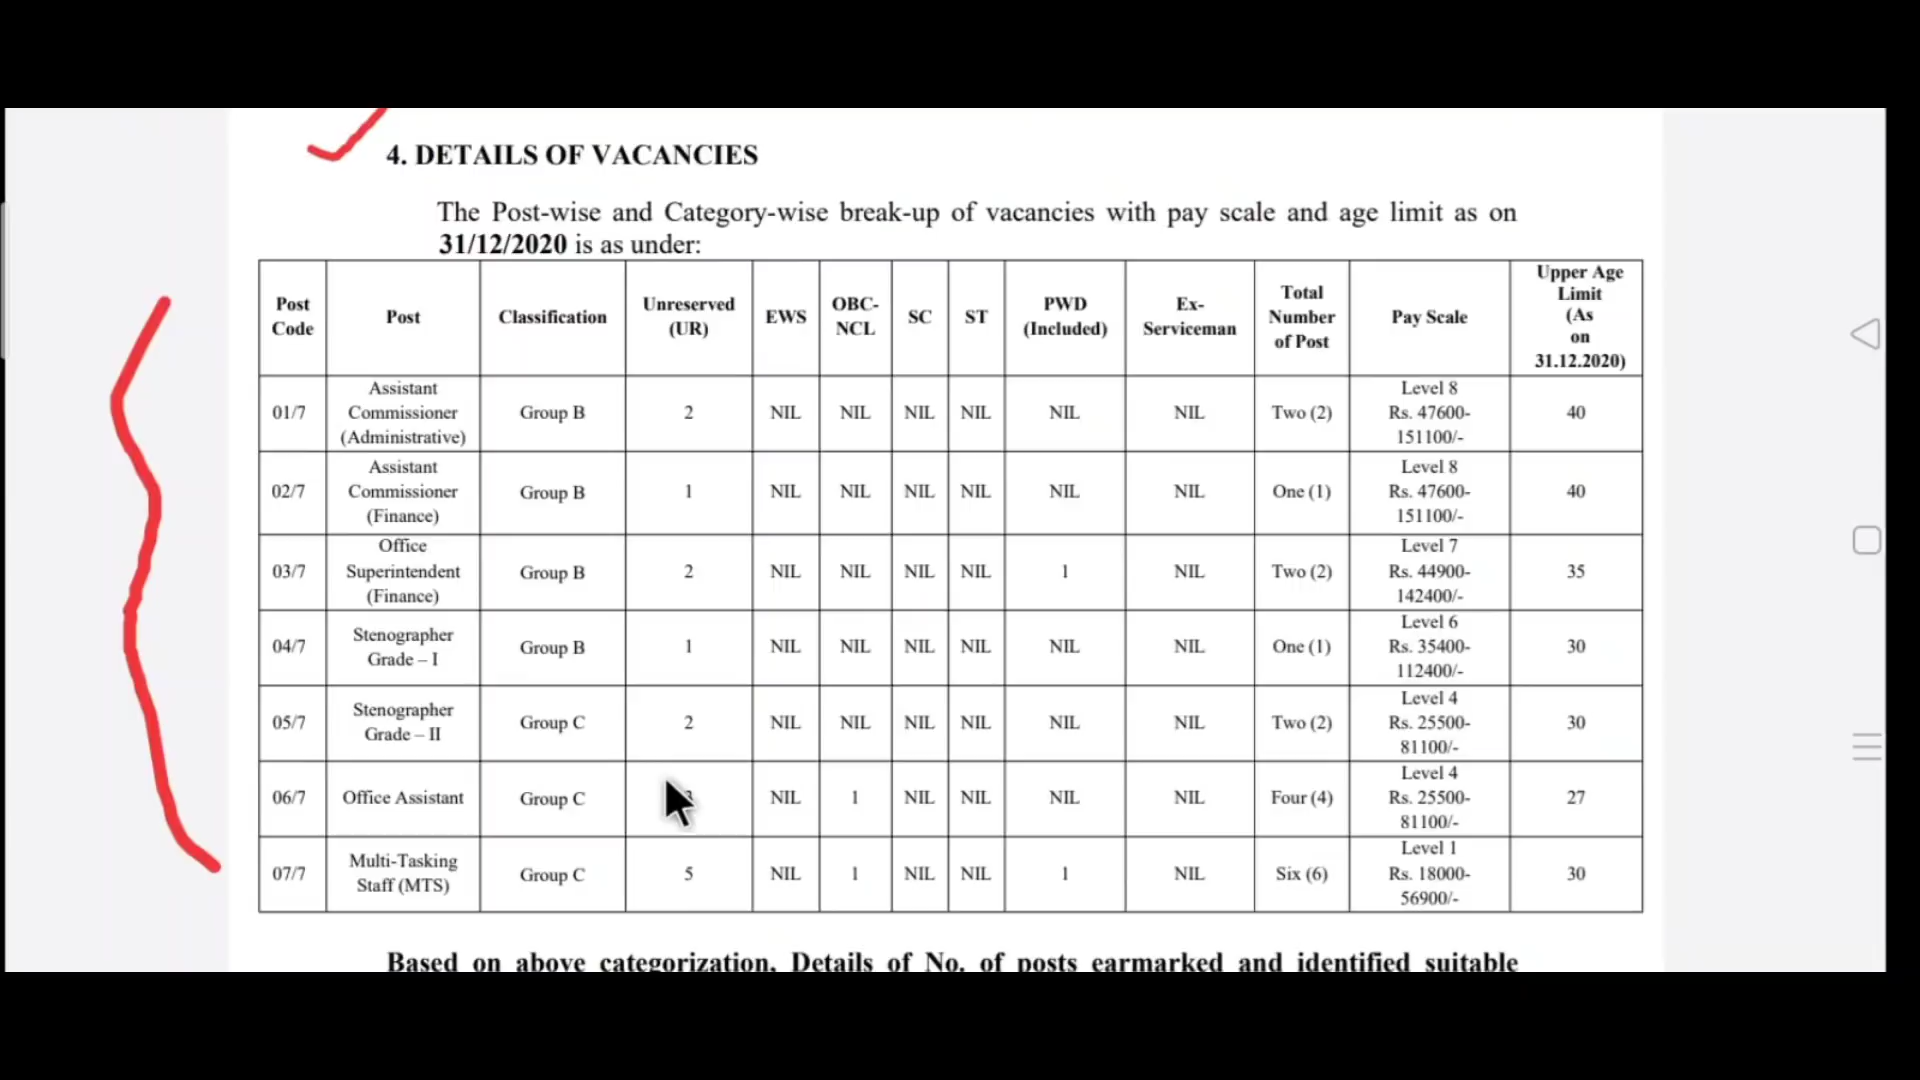 4. DETAILS OF VACANCIES
The Post-wise and Category-wise break-up of vacancies with pay scale and age limit as on
31/12/2020 is as under:
Post Code | Post | Classification | Unreserved (UR) | EWS | OBC-NCL | SC | ST | PWD (Included) | Ex-Serviceman | Total Number of Post | Pay Scale | Upper Age Limit (As on 31.12.2020)
01/7 | Assistant Commissioner (Administrative) | Group B | 2 | NIL | NIL | NIL | NIL | NIL | NIL | Two (2) | Level 8 Rs. 47600-151100/- | 40
02/7 | Assistant Commissioner (Finance) | Group B | 1 | NIL | NIL | NIL | NIL | NIL | NIL | One (1) | Level 8 Rs. 47600-151100/- | 40
03/7 | Office Superintendent (Finance) | Group B | 2 | NIL | NIL | NIL | NIL | 1 | NIL | Two (2) | Level 7 Rs. 44900-142400/- | 35
04/7 | Stenographer Grade – I | Group B | 1 | NIL | NIL | NIL | NIL | NIL | NIL | One (1) | Level 6 Rs. 35400-112400/- | 30
05/7 | Stenographer Grade – II | Group C | 2 | NIL | NIL | NIL | NIL | NIL | NIL | Two (2) | Level 4 Rs. 25500-81100/- | 30
06/7 | Office Assistant | Group C | NIL | 1 | NIL | NIL | NIL | NIL | Four (4) | Level 4 Rs. 25500-81100/- | 27
07/7 | Multi-Tasking Staff (MTS) | Group C | 5 | NIL | 1 | NIL | NIL | 1 | NIL | Six (6) | Level 1 Rs. 18000-56900/- | 30
Based on above categorization, Details of No. of posts earmarked and identified suitable